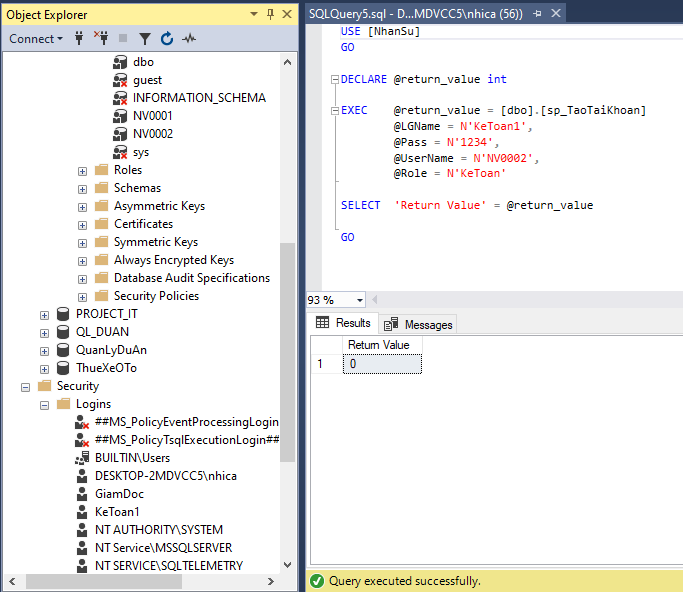 Object Explorer
Connect
dbo
guest
INFORMATION_SCHEMA
NV0001
NV0002
sys
Roles
Schemas
Asymmetric Keys
Certificates
Symmetric Keys
Always Encrypted Keys
Database Audit Specifications
Security Policies
PROJECT_IT
QL_DUAN
QuanLyDuAn
ThueXeOTo
Security
Logins
##MS_PolicyEventProcessingLogin
##MS_PolicyTsqlExecutionLogin##
BUILTIN\Users
DESKTOP-2MDVCC5\nhica
GiamDoc
KeToan1
NT AUTHORITY\SYSTEM
NT Service\MSSQLSERVER
NT SERVICE\SQLTELEMETRY
SQLQuery5.sql - D...MDVCC5\nhica (56))
USE [NhanSu]
GO
DECLARE @return_value int
EXEC @return_value = [dbo].[sp_TaoTaiKhoan]
@LGName = N'KeToan1',
@Pass = N'1234',
@UserName = N'NV0002',
@Role = N'KeToan'
SELECT 'Return Value' = @return_value
GO
93 %
Results Messages
Return Value
1 0
Query executed successfully.